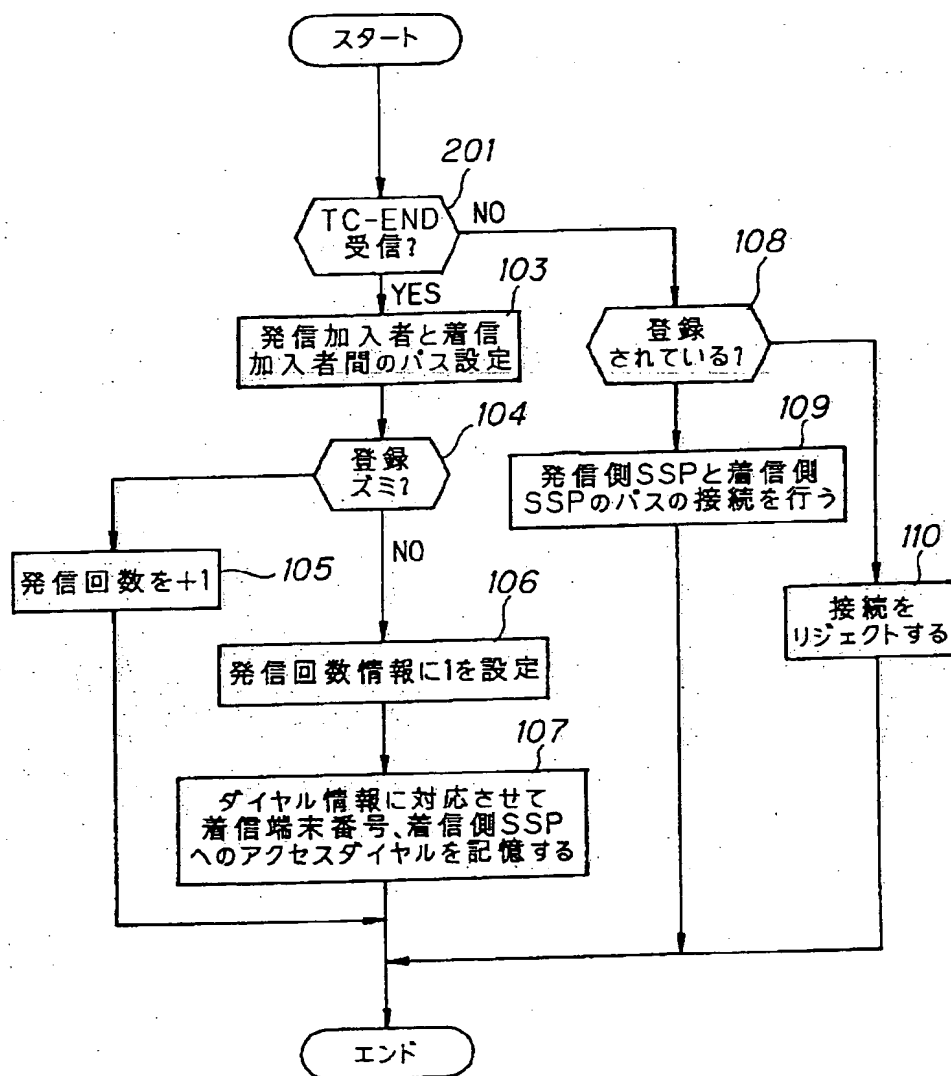 スタート
201
TC-END
受信?
NO
YES
103
発信加入者と着信
加入者間のパス設定
108
登録
されている?
104
登録
ズミ?
109
発信側SSPと着信側
SSPのパスの接続を行う
発信回数を+1
105
NO
110
接続を
リジェクトする
106
発信回数情報に1を設定
107
ダイヤル情報に対応させて
着信端末番号、着信側SSP
へのアクセスダイヤルを記憶する
エンド